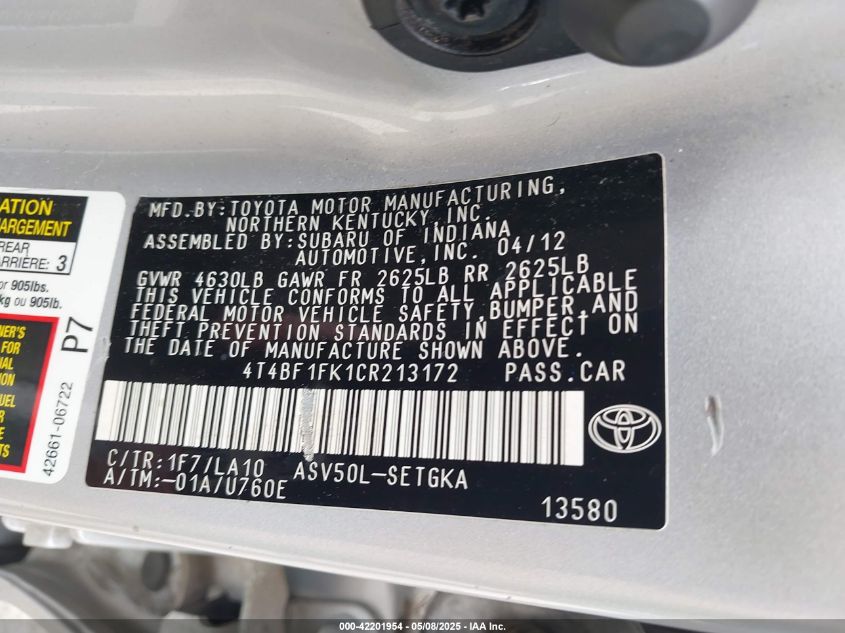 MFD.BY:TOYOTA MOTOR MANUFACTURING,
NORTHERN KENTUCKY INC.
ASSEMBLED BY:SUBARU OF INDIANA
AUTOMOTIVE,INC. 04/12
GVWR 4630LB GAWR FR 2625LB RR 2625LB
THIS VEHICLE CONFORMS TO ALL APPLICABLE
FEDERAL MOTOR VEHICLE SAFETY,BUMPER,AND
THEFT PREVENTION STANDARDS IN EFFECT ON
THE DATE OF MANUFACTURE SHOWN ABOVE.
4T4BF1FK1CR213172 PASS.CAR
C/TR:1F7/LA10 ASV50L-SETGKA
A/TM:-01A/U760E
13580
REAR
3
905lbs.
kg ou 905lb.
FOR
P7
42661-06722
000-42201954 - 05/08/2025 - IAA Inc.